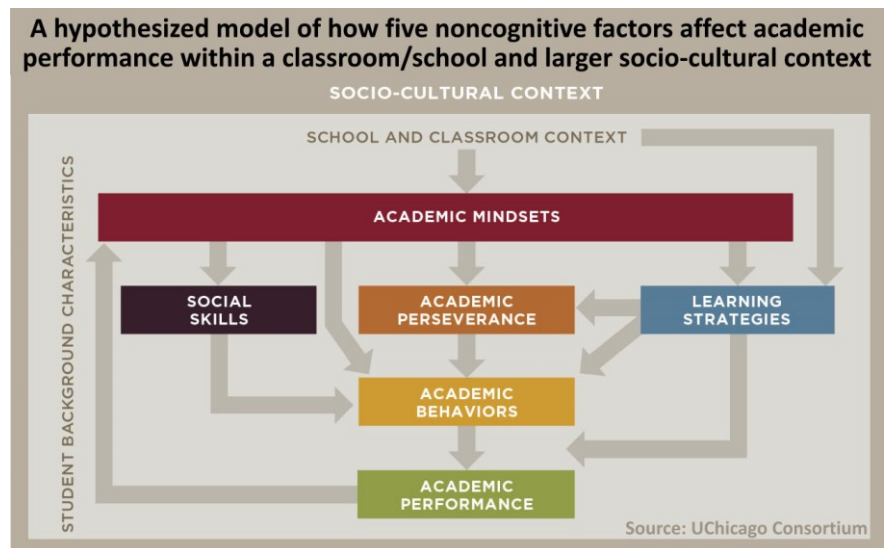 A hypothesized model of how five noncognitive factors affect academic
performance within a classroom/school and larger socio-cultural context
SOCIO-CULTURAL CONTEXT
SCHOOL AND CLASSROOM CONTEXT
STUDENT BACKGROUND CHARACTERISTICS
ACADEMIC MINDSETS
SOCIAL
SKILLS
ACADEMIC
PERSEVERANCE
LEARNING
STRATEGIES
ACADEMIC
BEHAVIORS
ACADEMIC
PERFORMANCE
Source: UChicago Consortium